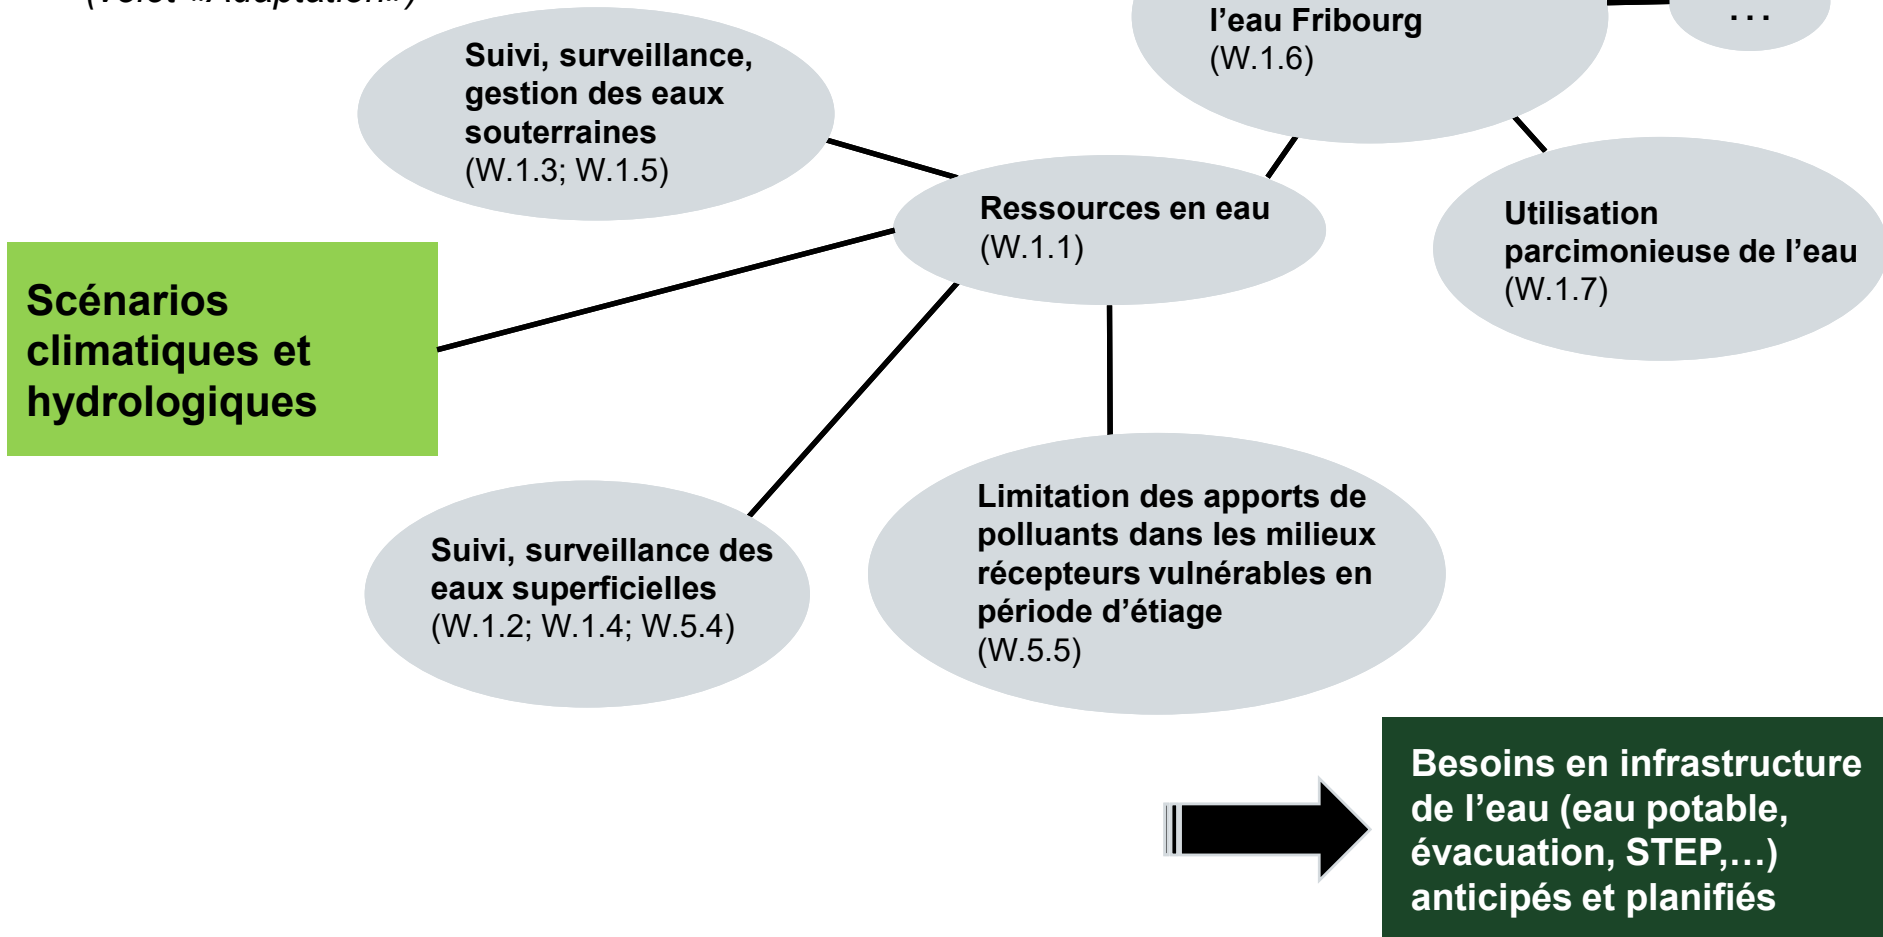 (volet «Adaptation»)
l’eau Fribourg
(W.1.6)
...
Suivi, surveillance,
gestion des eaux
souterraines
(W.1.3; W.1.5)
Ressources en eau
(W.1.1)
Utilisation
parcimonieuse de l’eau
(W.1.7)
Scénarios
climatiques et
hydrologiques
Suivi, surveillance des
eaux superficielles
(W.1.2; W.1.4; W.5.4)
Limitation des apports de
polluants dans les milieux
récepteurs vulnérables en
période d’étiage
(W.5.5)
Besoins en infrastructure
de l’eau (eau potable,
évacuation, STEP,…)
anticipés et planifiés